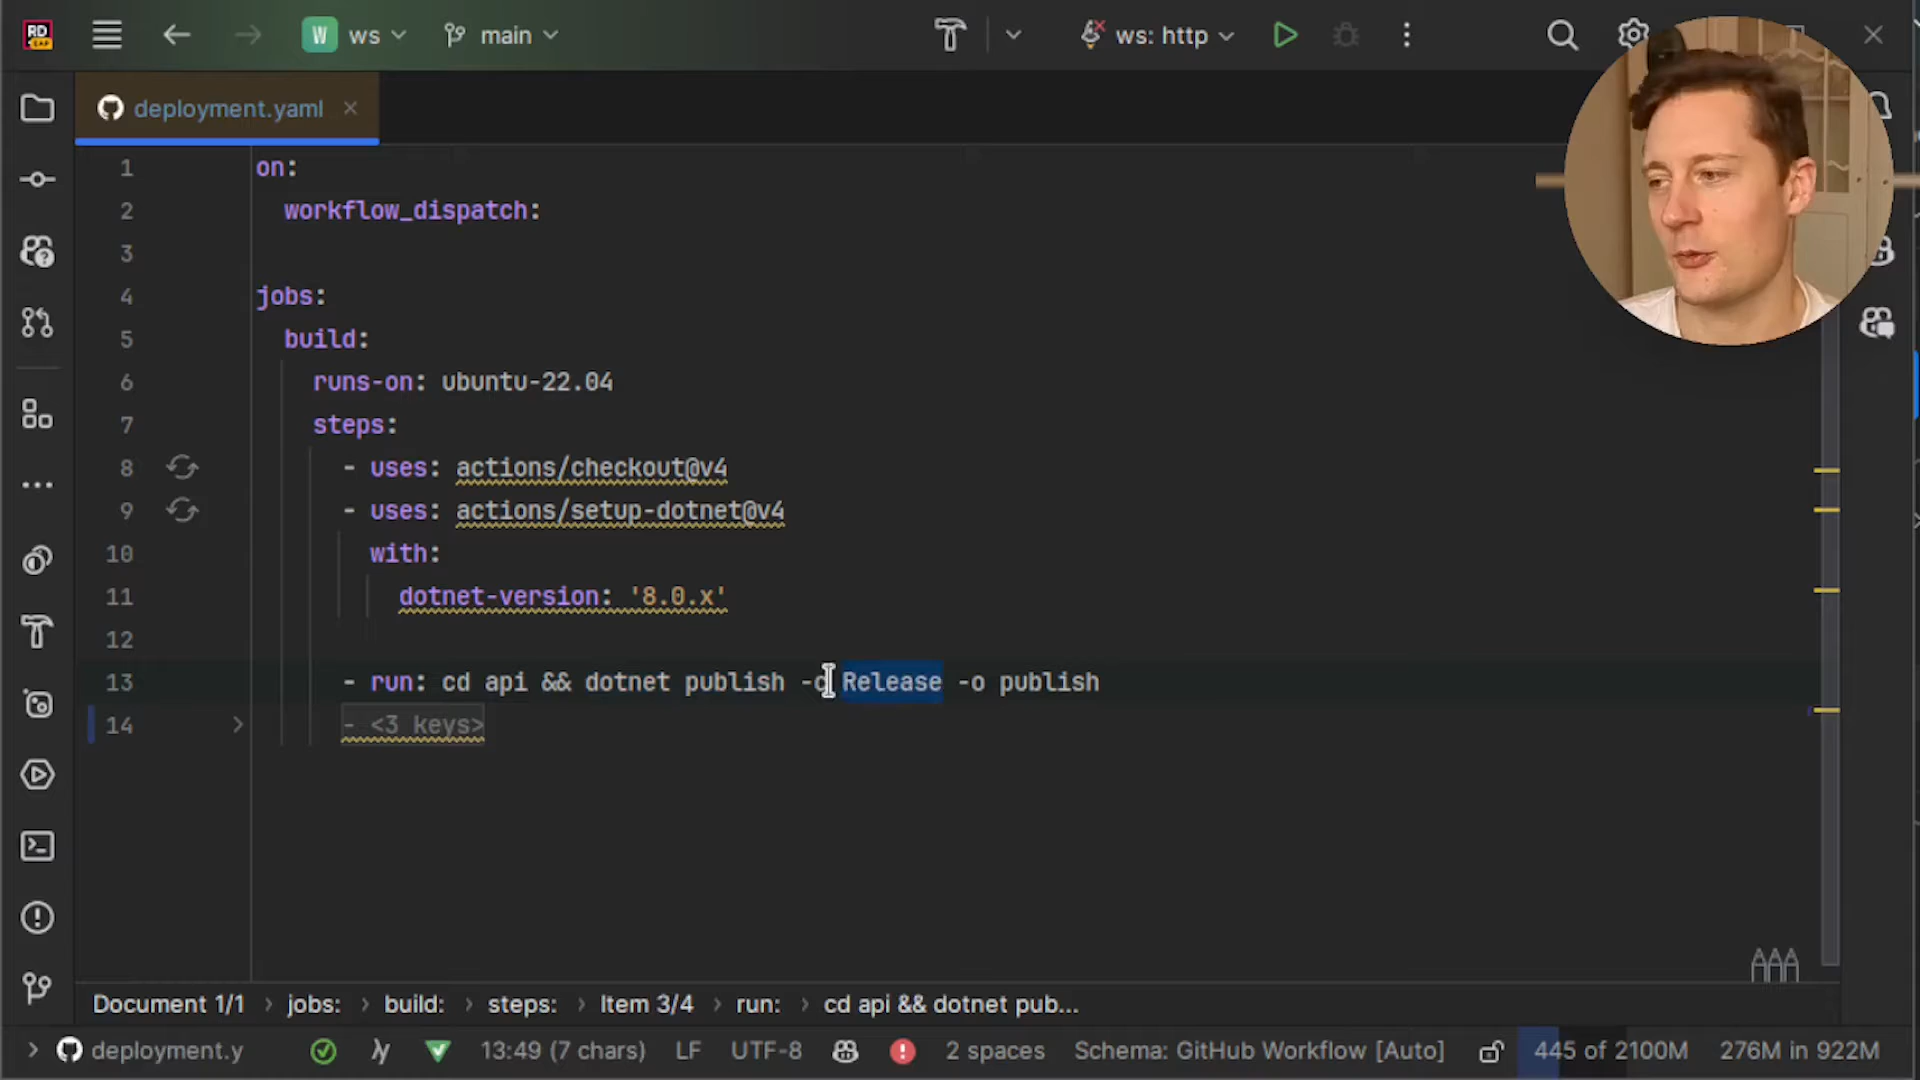 RD
EAP
W ws main ws: http
deployment.yaml
1 on:
2 workflow_dispatch:
3
4 jobs:
5 build:
6 runs-on: ubuntu-22.04
7 steps:
8 - uses: actions/checkout@v4
9 - uses: actions/setup-dotnet@v4
10 with:
11 dotnet-version: '8.0.x'
12
13 - run: cd api && dotnet publish -c Release -o publish
14 - <3 keys>
Document 1/1 › jobs: › build: › steps: › Item 3/4 › run: › cd api && dotnet pub...
deployment.y 13:49 (7 chars) LF UTF-8 2 spaces Schema: GitHub Workflow [Auto] 445 of 2100M 276M in 922M